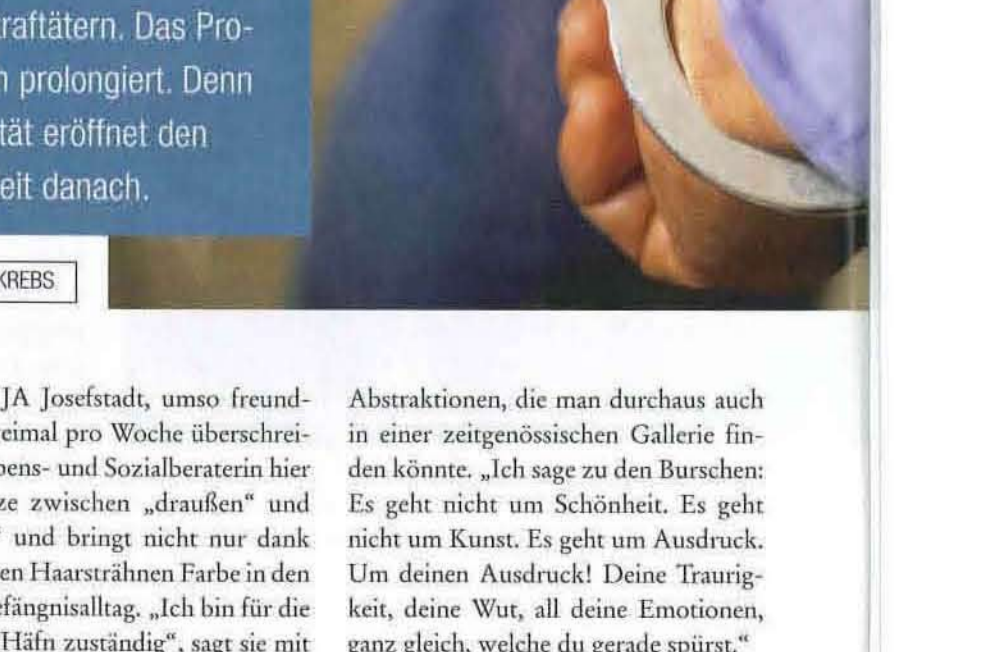 raftätern. Das Pro-
prolongiert. Denn
tät eröffnet den
eit danach.
KREBS
JA Josefstadt, umso freund-
eimal pro Woche überschrei-
ens- und Sozialberaterin hier
ze zwischen „draußen“ und
und bringt nicht nur dank
en Haarsträhnen Farbe in den
efängnisalltag. „Ich bin für die
Häfn zuständig“, sagt sie mit
Abstraktionen, die man durchaus auch
in einer zeitgenössischen Gallerie fin-
den könnte. „Ich sage zu den Burschen:
Es geht nicht um Schönheit. Es geht
nicht um Kunst. Es geht um Ausdruck.
Um deinen Ausdruck! Deine Traurig-
keit, deine Wut, all deine Emotionen,
ganz gleich, welche du gerade spürst.“